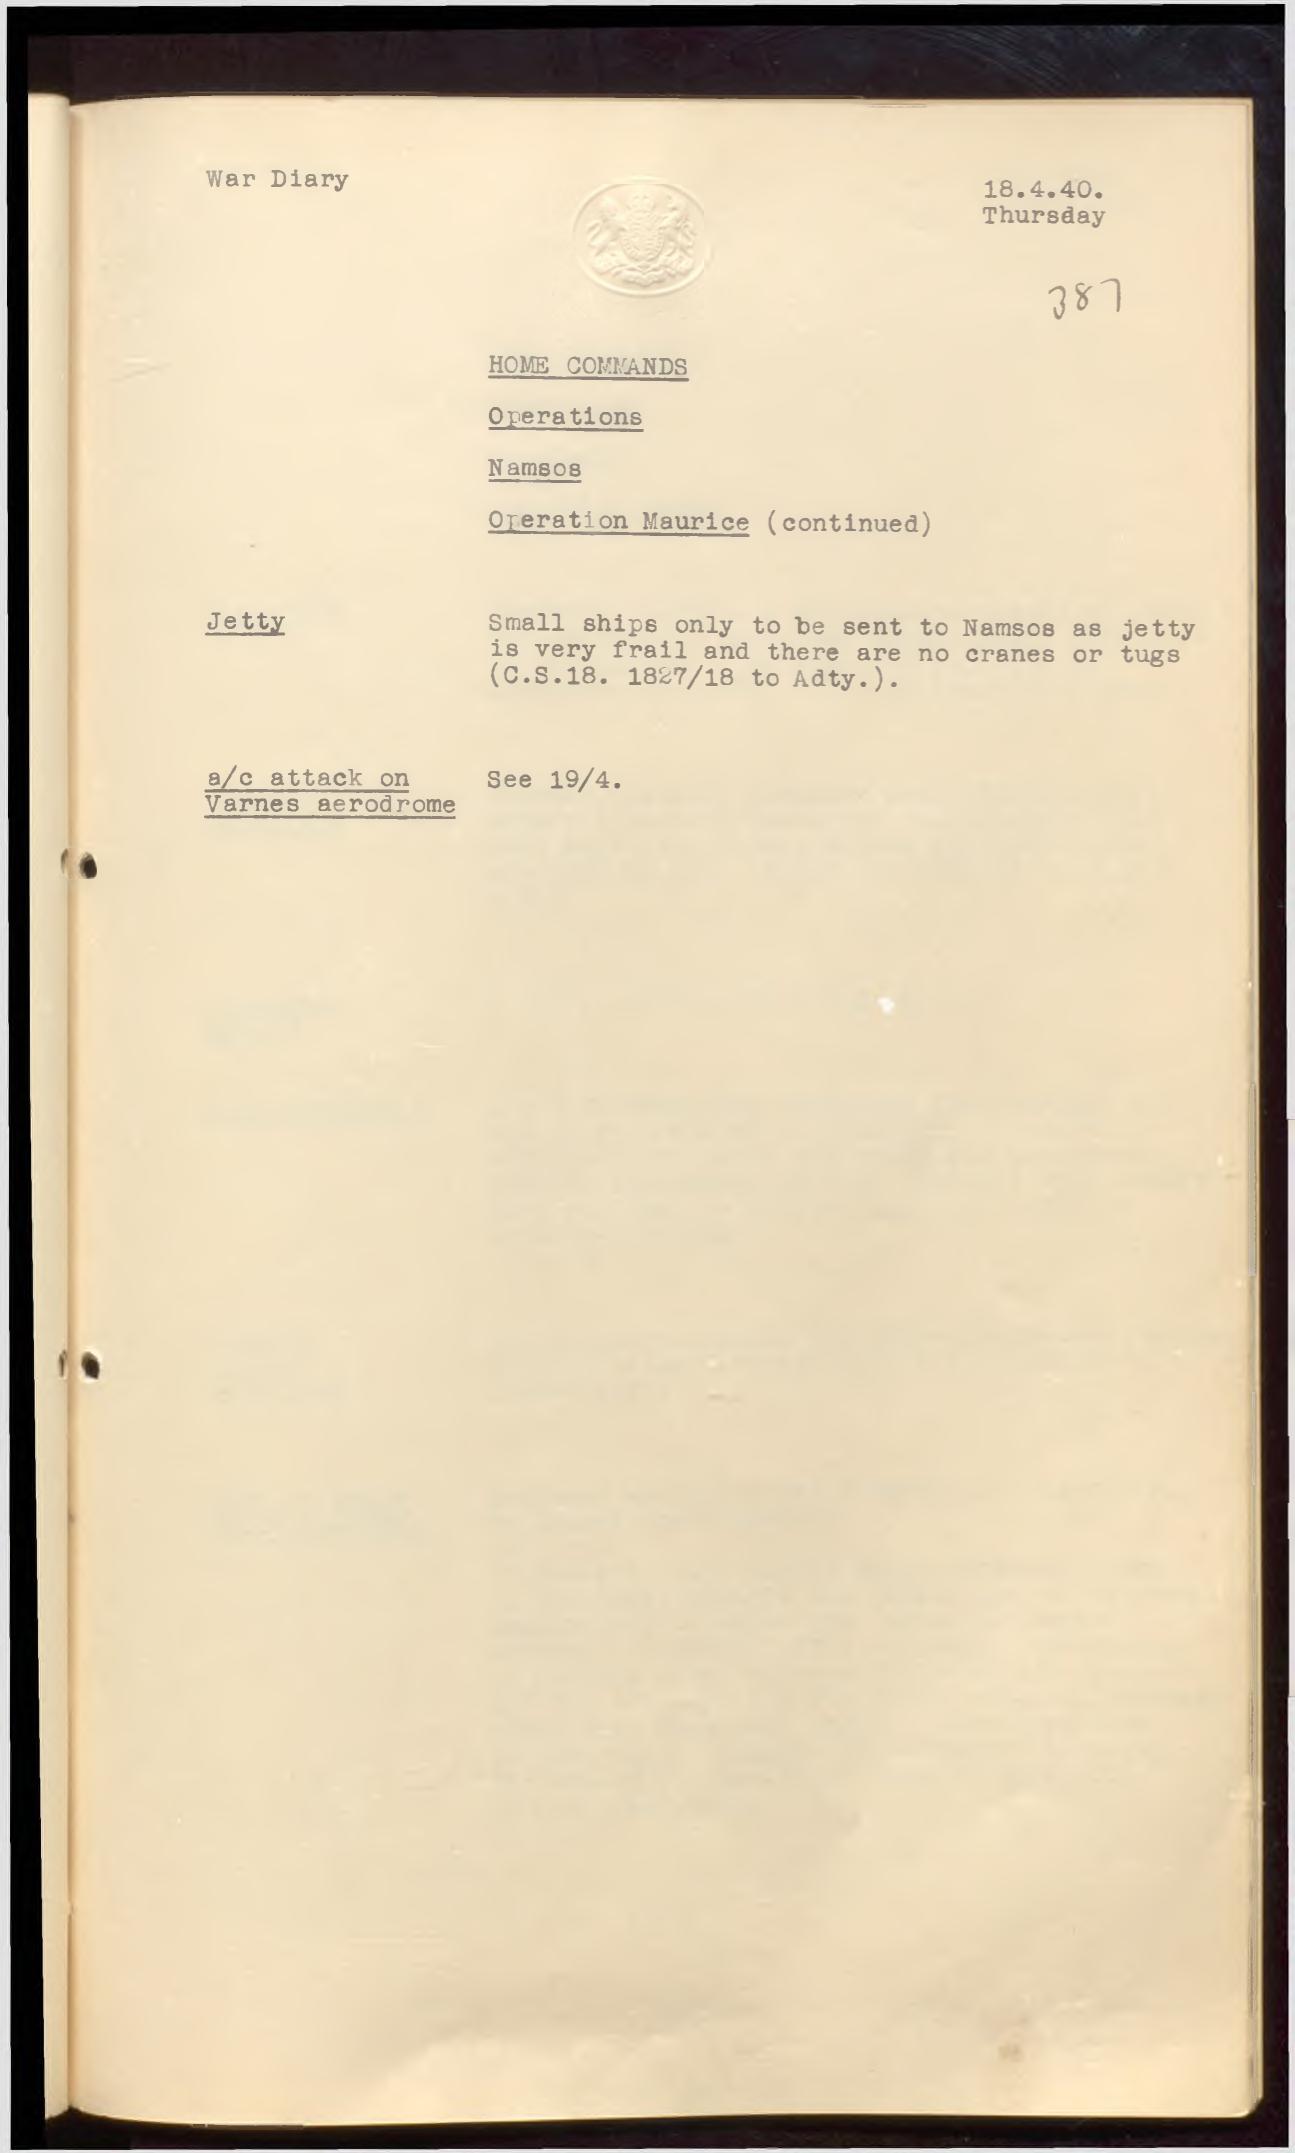 War Diary
18.4.40.
Thursday
387
HOME COMMANDS
Operations
Namsos
Operation Maurice (continued)
Jetty
Small ships only to be sent to Namsos as jetty
is very frail and there are no cranes or tugs
(C.S.18. 1827/18 to Adty.).
a/c attack on
Varnes aerodrome
See 19/4.